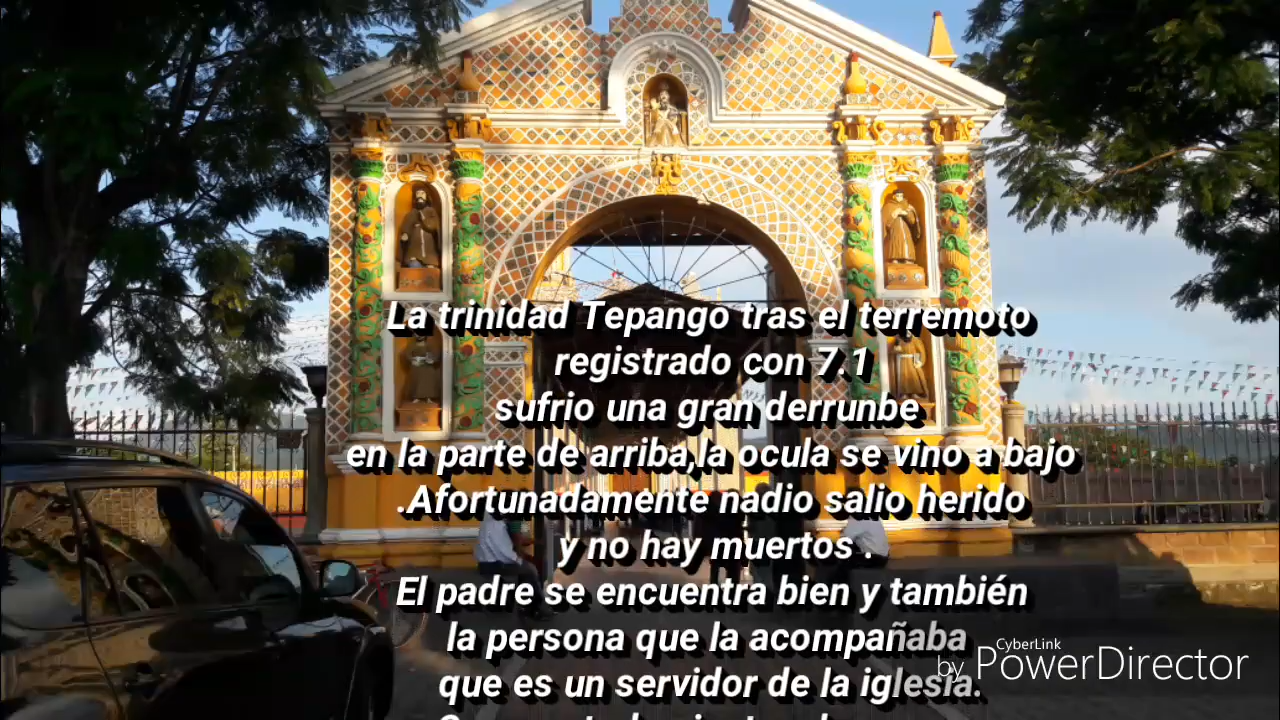 La trinidad Tepango tras el terremoto
registrado con 7.1
sufrio una gran derrunbe
en la parte de arriba,la ocula se vino a bajo
.Afortunadamente nadio salio herido
y no hay muertos .
El padre se encuentra bien y también
la persona que la acompañaba
que es un servidor de la iglesia.
CyberLink
by PowerDirector